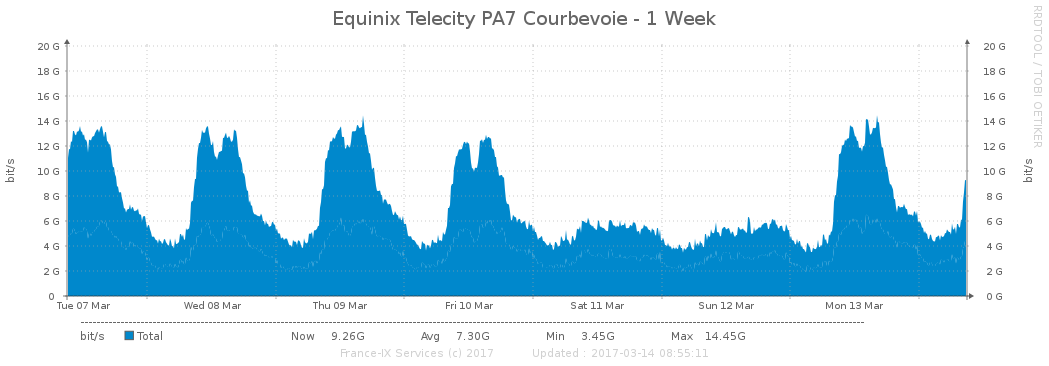 Equinix Telecity PA7 Courbevoie - 1 Week
RRDTOOL / TOBI OETIKER
bit/s
20 G
18 G
16 G
14 G
12 G
10 G
8 G
6 G
4 G
2 G
0
20 G
18 G
16 G
14 G
12 G
10 G
8 G
6 G
4 G
2 G
0 G
bit/s
Tue 07 Mar Wed 08 Mar Thu 09 Mar Fri 10 Mar Sat 11 Mar Sun 12 Mar Mon 13 Mar
bit/s Total Now 9.26G Avg 7.30G Min 3.45G Max 14.45G
France-IX Services (c) 2017 Updated : 2017-03-14 08:55:11